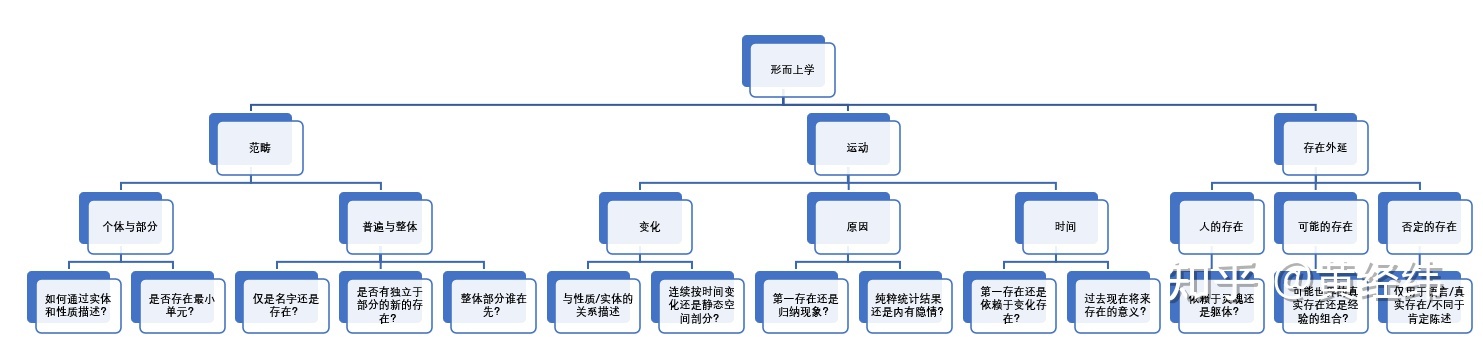 形而上学
范畴
运动
存在外延
个体与部分
普遍与整体
变化
原因
时间
人的存在
可能的存在
否定的存在
如何通过实体
和性质描述？
是否存在最小
单元？
仅是名字还是
存在？
是否有独立于
部分的新的存
在？
整体部分谁在
先？
与性质/实体的
关系描述
连续按时间变
化还是静态空
间剖分？
第一存在还是
归纳现象？
纯粹统计结果
还是内有隐情？
第一存在还是
依赖于变化存
在？
过去现在将来
存在的意义？
依赖于灵魂还
是躯体？
可能世界真
实存在还是经
验的组合？
言/真
实存在/不同于
肯定陈述
知乎 @黄经纬